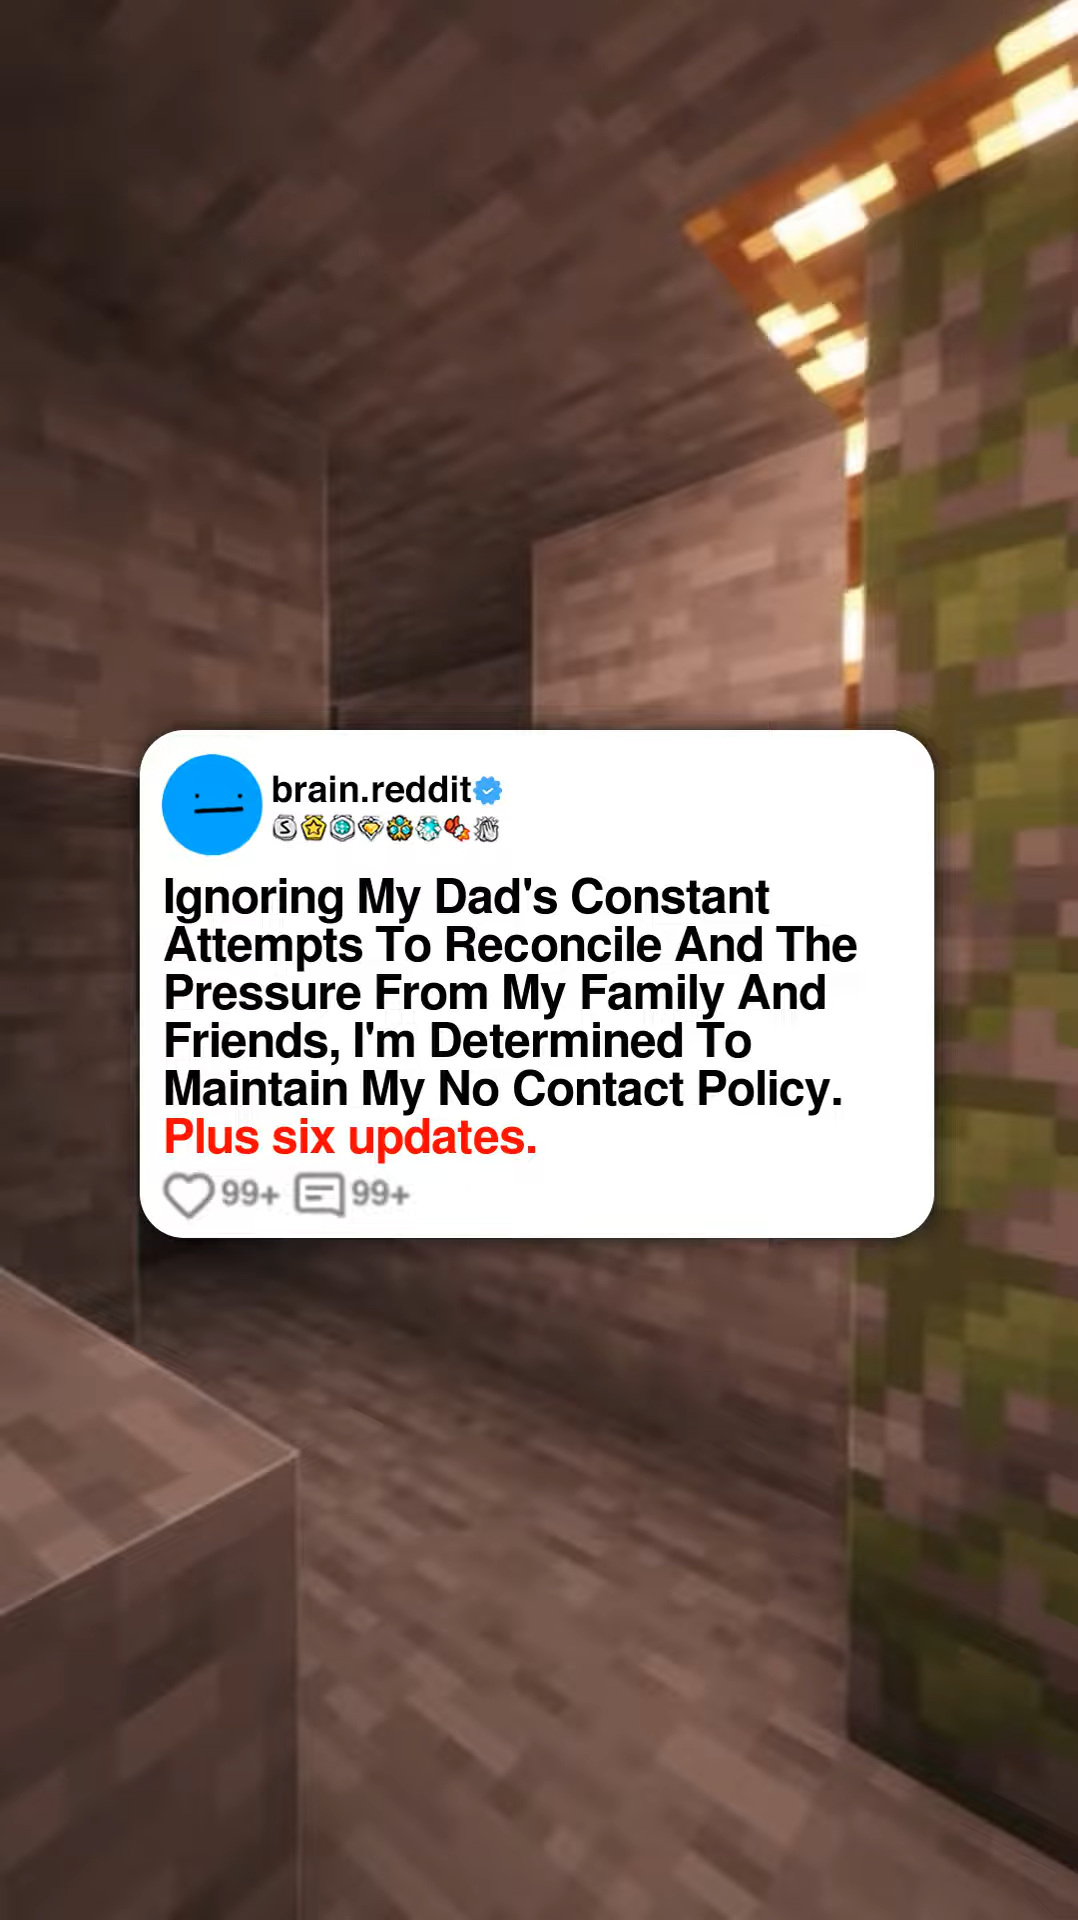 brain.reddit
Ignoring My Dad's Constant
Attempts To Reconcile And The
Pressure From My Family And
Friends, I'm Determined To
Maintain My No Contact Policy.
Plus six updates.
99+ 99+